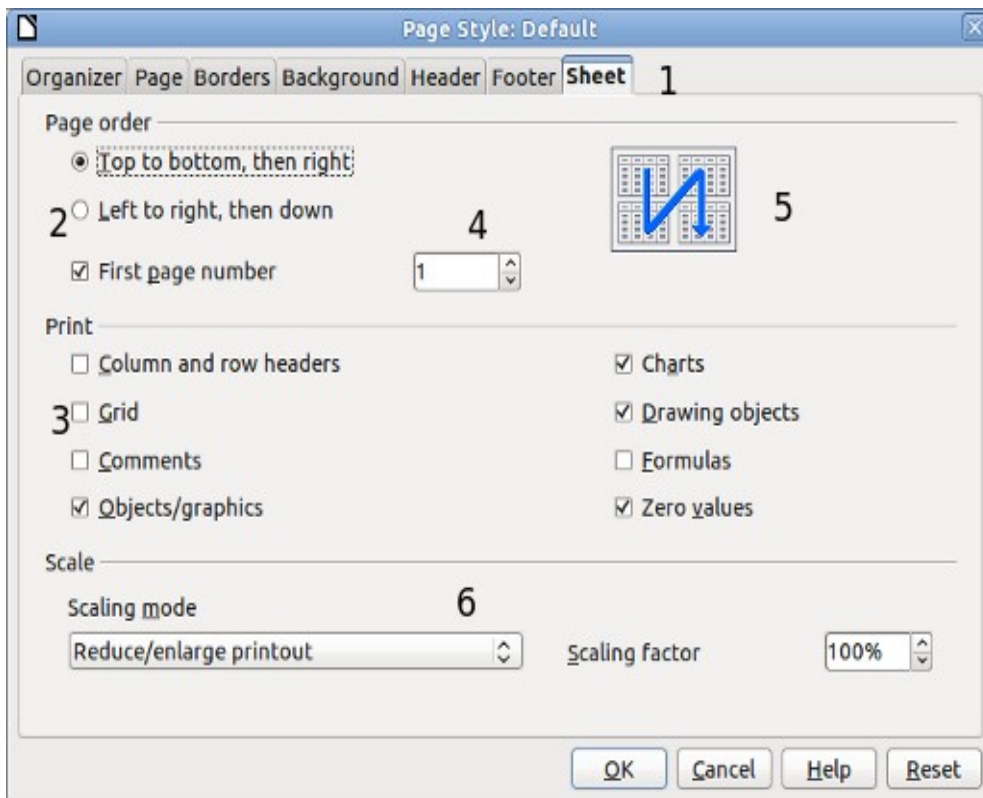 Page Style: Default
Organizer Page Borders Background Header Footer Sheet 1
Page order
Top to bottom, then right
2 Left to right, then down 4 5
First page number 1
Print
Column and row headers Charts
3 Grid Drawing objects
Comments Formulas
Objects/graphics Zero values
Scale
Scaling mode 6
Reduce/enlarge printout Scaling factor 100%
OK Cancel Help Reset